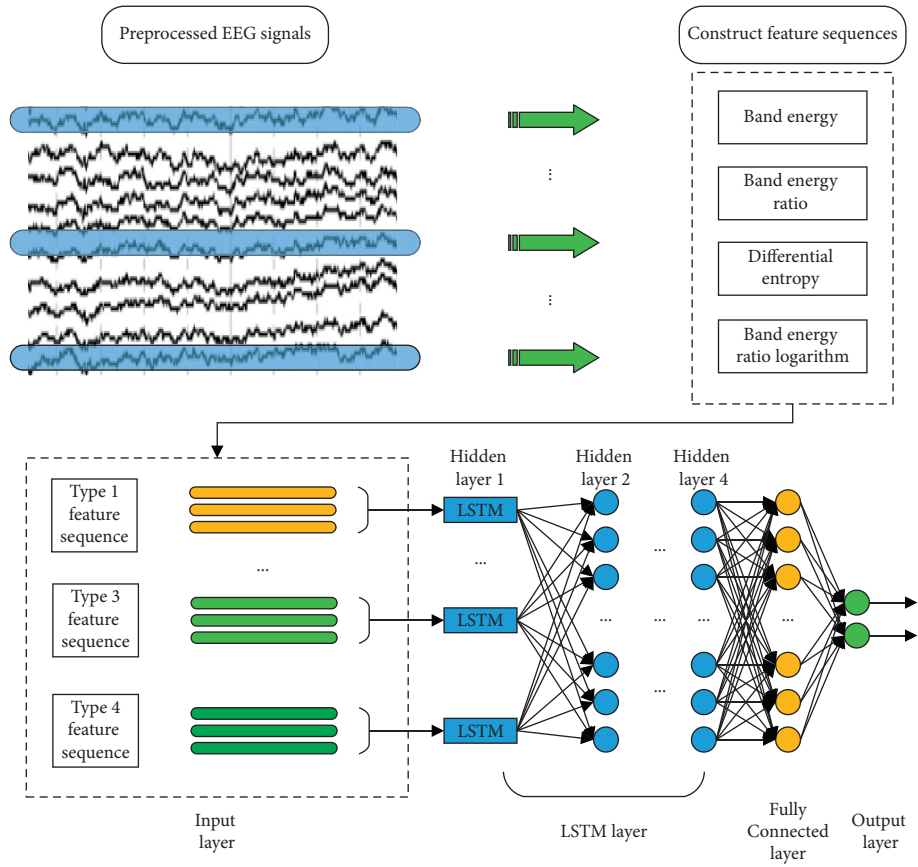 Preprocessed EEG signals
Construct feature sequences
Band energy
...
Band energy
ratio
Differential
entropy
...
Band energy
ratio logarithm
Hidden
layer 1
Hidden
layer 2
Hidden
layer 4
Type 1
feature
sequence
LSTM
...
...
...
...
Type 3
feature
sequence
LSTM
...
...
...
...
Type 4
feature
sequence
LSTM
...
Input
layer
LSTM layer
Fully
Connected
layer
Output
layer